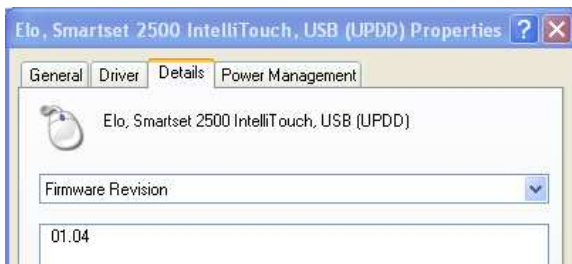 Elo, Smartset 2500 IntelliTouch, USB (UPDD) Properties
General Driver Details Power Management
Elo, Smartset 2500 IntelliTouch, USB (UPDD)
Firmware Revision
01.04